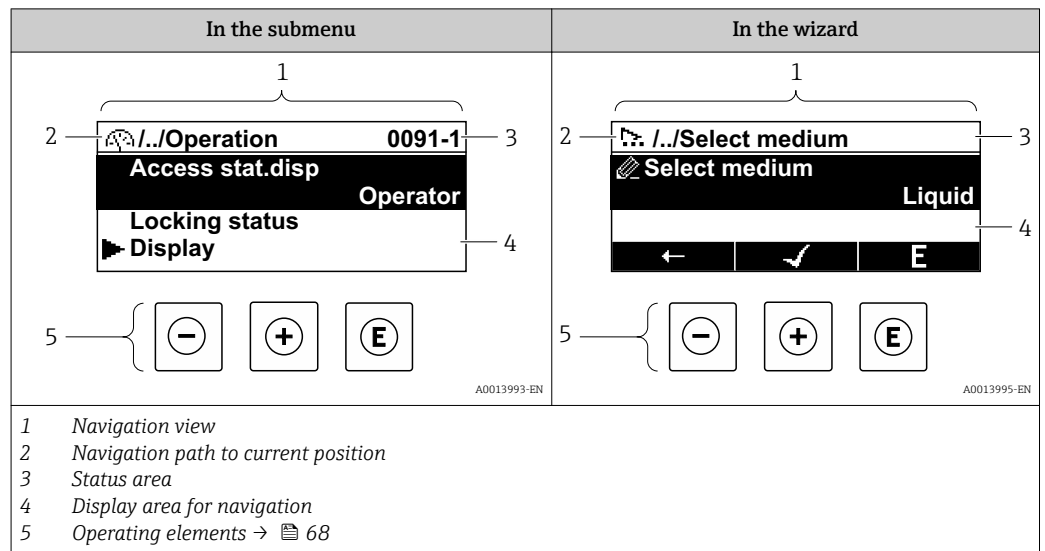 In the submenu
In the wizard
1
2
/../Operation 0091-1
3
Access stat.disp
Operator
Locking status
Display
4
5
- + E
A0013993-EN
1
2
/../Select medium
3
Select medium
Liquid
4
← ✓ E
5
- + E
A0013995-EN
1 Navigation view
2 Navigation path to current position
3 Status area
4 Display area for navigation
5 Operating elements → 68